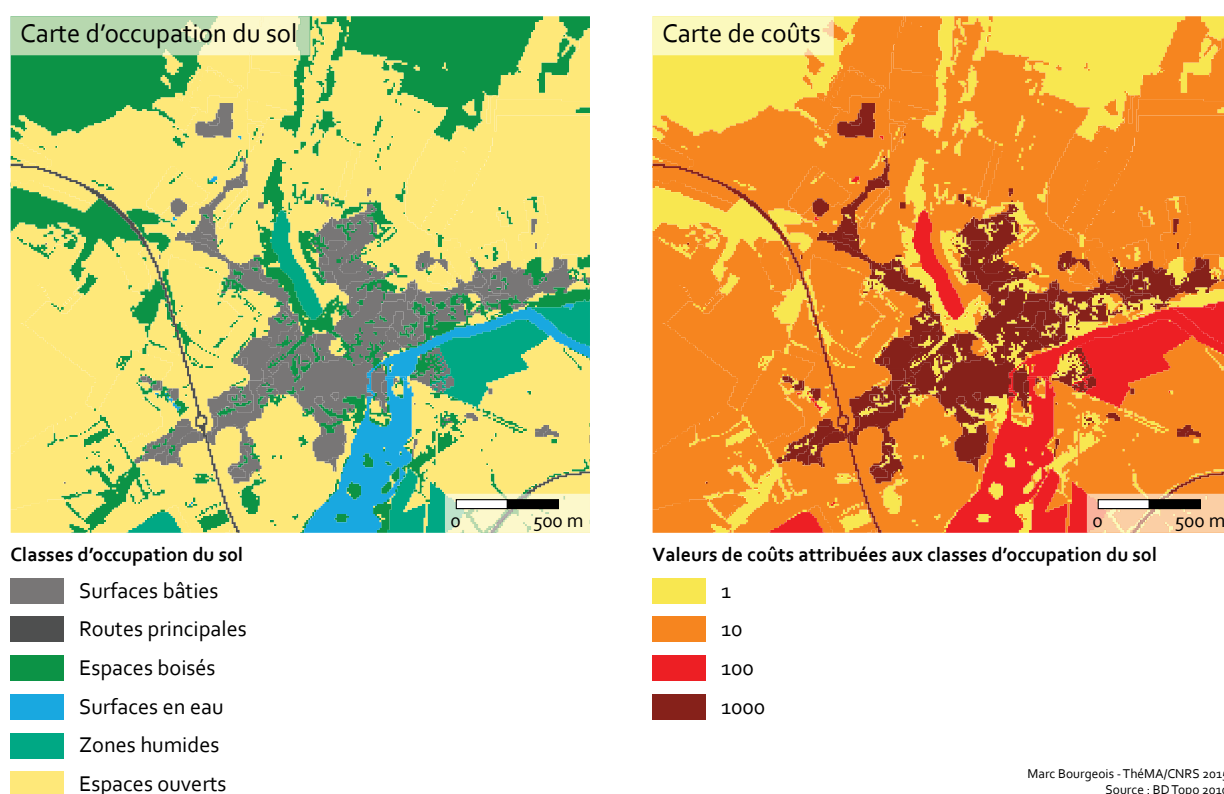 Carte d'occupation du sol
0 500 m
Classes d'occupation du sol
Surfaces bâties
Routes principales
Espaces boisés
Surfaces en eau
Zones humides
Espaces ouverts
Carte de coûts
0 500 m
Valeurs de coûts attribuées aux classes d'occupation du sol
1
10
100
1000
Marc Bourgeois - ThéMA/CNRS 2015
Source : BD Topo 2010